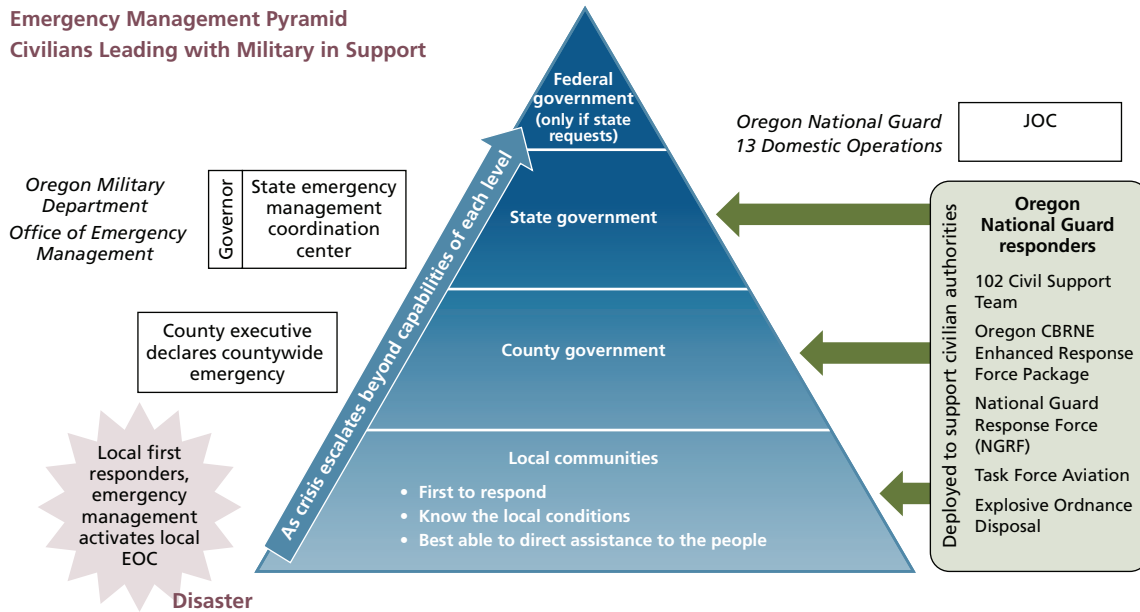 Emergency Management Pyramid
Civilians Leading with Military in Support
Federal
government
(only if state
requests)
State government
County government
Local communities
• First to respond
• Know the local conditions
• Best able to direct assistance to the people
As crisis escalates beyond capabilities of each level
Oregon Military
Department
Office of Emergency
Management
Governor
State emergency
management
coordination
center
County executive
declares countywide
emergency
Local first
responders,
emergency
management
activates local
EOC
Disaster
Oregon National Guard
13 Domestic Operations
JOC
Deployed to support civilian authorities
Oregon
National Guard
responders
102 Civil Support
Team
Oregon CBRNE
Enhanced Response
Force Package
National Guard
Response Force
(NGRF)
Task Force Aviation
Explosive Ordnance
Disposal